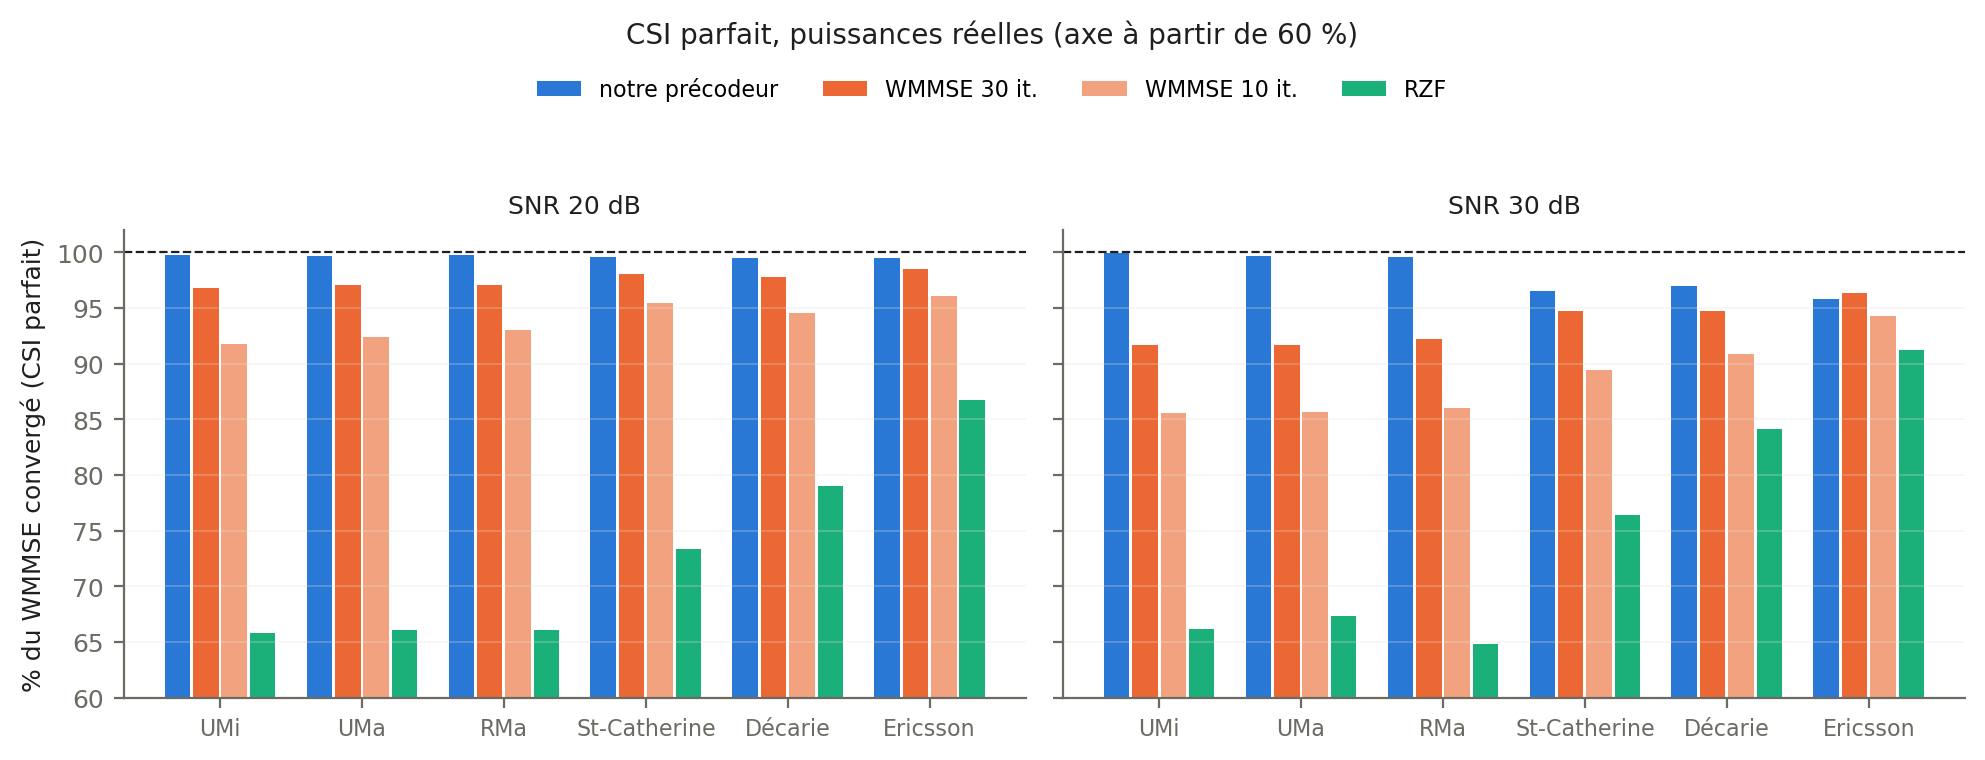 CSI parfait, puissances réelles (axe à partir de 60 %)
notre précodeur WMMSE 30 it. WMMSE 10 it. RZF
SNR 20 dB
% du WMMSE convergé (CSI parfait)
100
95
90
85
80
75
70
65
60
UMi UMa RMa St-Catherine Décarie Ericsson
SNR 30 dB
UMi UMa RMa St-Catherine Décarie Ericsson